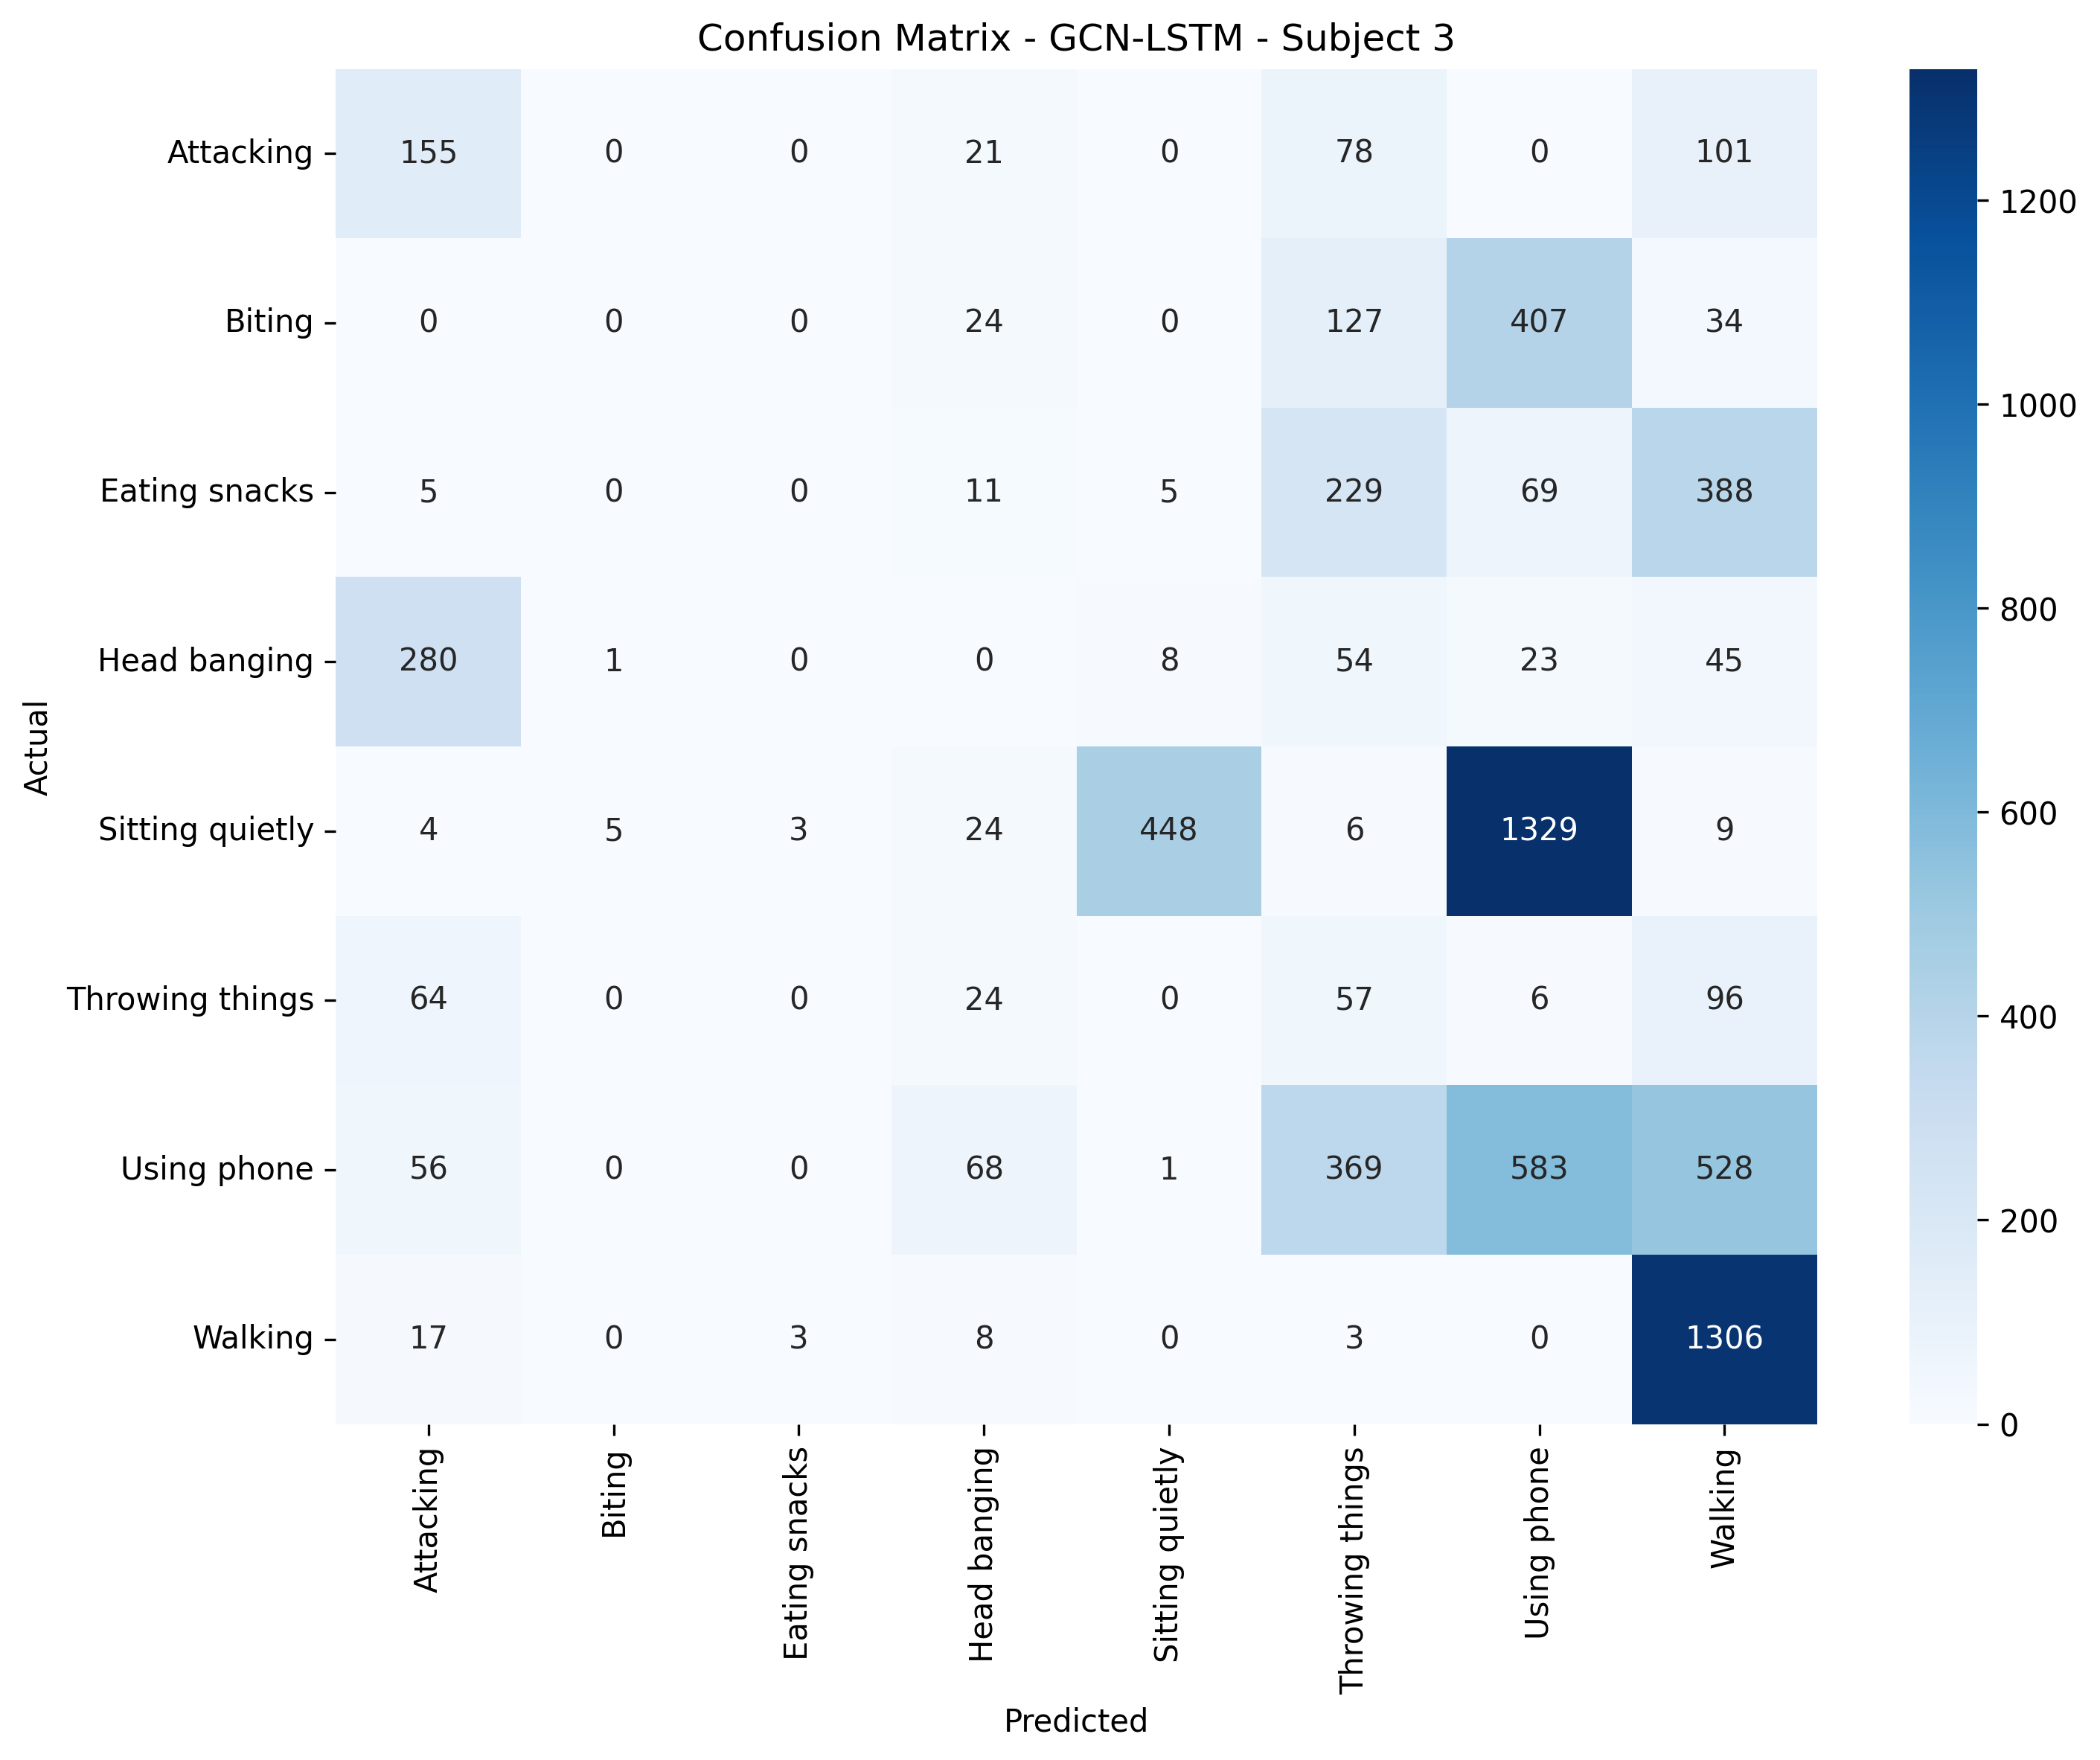 Confusion Matrix - GCN-LSTM - Subject 3
Actual
Attacking 155 0 0 21 0 78 0 101
Biting 0 0 0 24 0 127 407 34
Eating snacks 5 0 0 11 5 229 69 388
Head banging 280 1 0 0 8 54 23 45
Sitting quietly 4 5 3 24 448 6 1329 9
Throwing things 64 0 0 24 0 57 6 96
Using phone 56 0 0 68 1 369 583 528
Walking 17 0 3 8 0 3 0 1306
Attacking
Biting
Eating snacks
Head banging
Sitting quietly
Throwing things
Using phone
Walking
Predicted
1200
1000
800
600
400
200
0